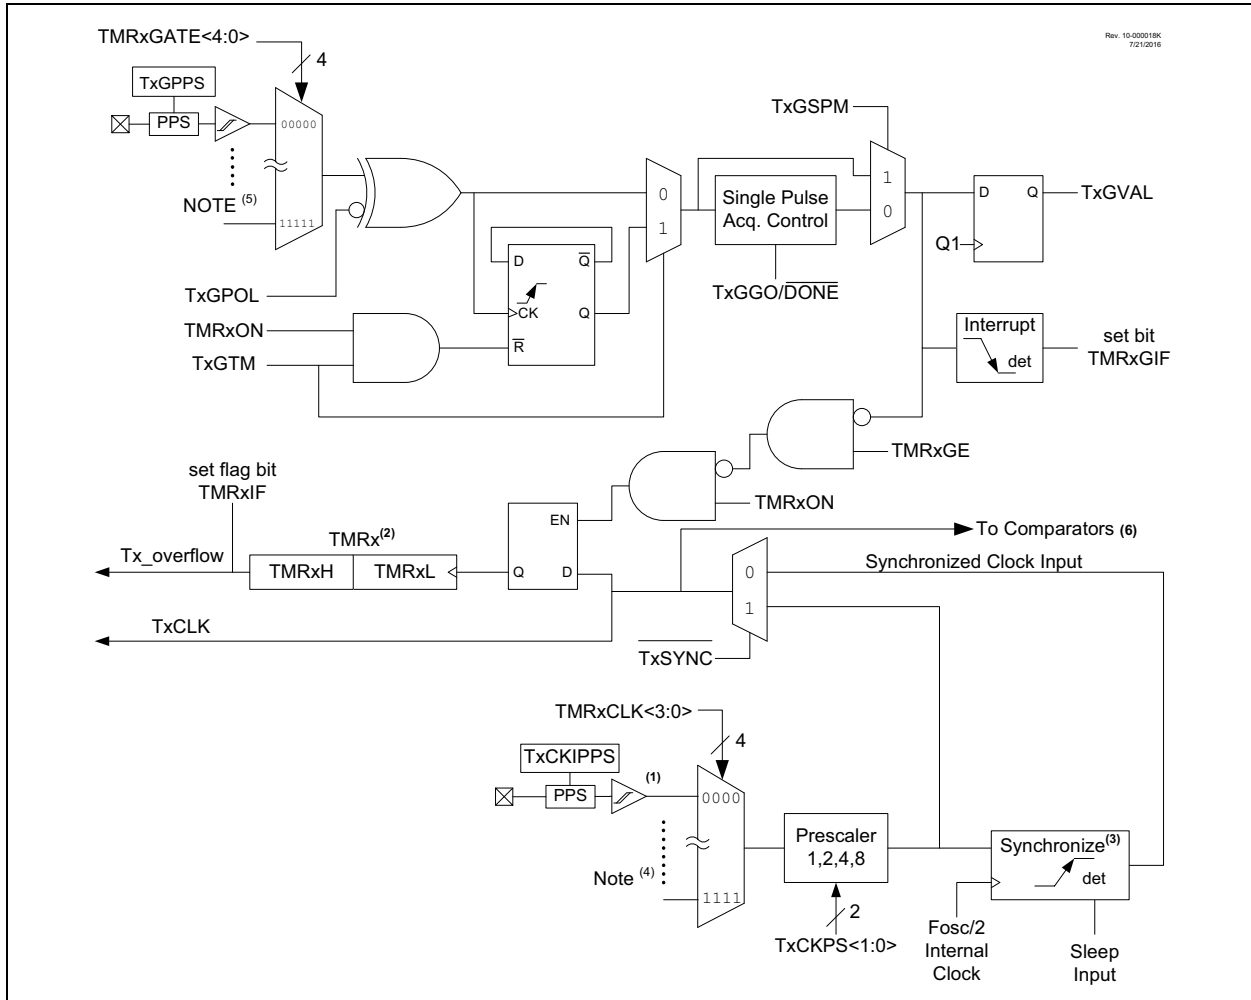 Rev. 10-000018K
7/21/2016
TMRxGATE<4:0>
4
TxGPPS
PPS
00000
NOTE (5)
11111
TxGPOL
TMRxON
TxGTM
D
Q
CK
Q
R
0
1
Single Pulse
Acq. Control
TxGGO/DONE
TxGSPM
1
0
D
Q
Q1
TxGVAL
Interrupt
det
set bit
TMRxGIF
TMRxGE
TMRxON
set flag bit
TMRxIF
Tx_overflow
TMRx(2)
TMRxH
TMRxL
EN
Q
D
TxCLK
To Comparators (6)
Synchronized Clock Input
0
1
TxSYNC
TMRxCLK<3:0>
4
TxCKIPPS
PPS
(1)
0000
Note (4)
1111
Prescaler
1,2,4,8
2
TxCKPS<1:0>
Synchronize(3)
det
Fosc/2
Internal
Clock
Sleep
Input